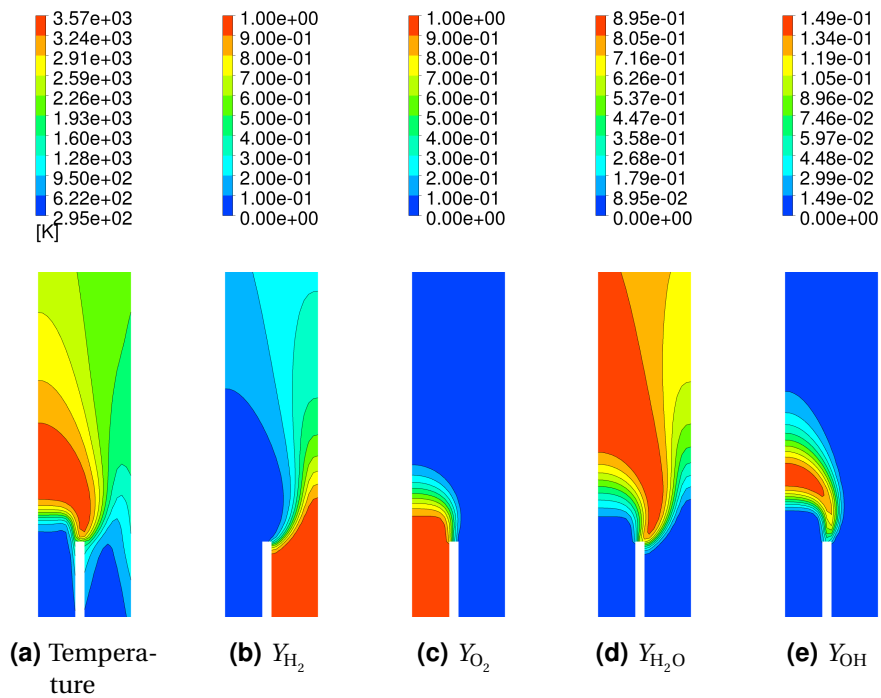 3.57e+03
3.24e+03
2.91e+03
2.59e+03
2.26e+03
1.93e+03
1.60e+03
1.28e+03
9.50e+02
6.22e+02
2.95e+02
[K]
1.00e+00
9.00e-01
8.00e-01
7.00e-01
6.00e-01
5.00e-01
4.00e-01
3.00e-01
2.00e-01
1.00e-01
0.00e+00
1.00e+00
9.00e-01
8.00e-01
7.00e-01
6.00e-01
5.00e-01
4.00e-01
3.00e-01
2.00e-01
1.00e-01
0.00e+00
8.95e-01
8.05e-01
7.16e-01
6.26e-01
5.37e-01
4.47e-01
3.58e-01
2.68e-01
1.79e-01
8.95e-02
0.00e+00
1.49e-01
1.34e-01
1.19e-01
1.05e-01
8.96e-02
7.46e-02
5.97e-02
4.48e-02
2.99e-02
1.49e-02
0.00e+00
(a) Tempera-
ture
(b) Y_H₂
(c) Y_O₂
(d) Y_H₂O
(e) Y_OH